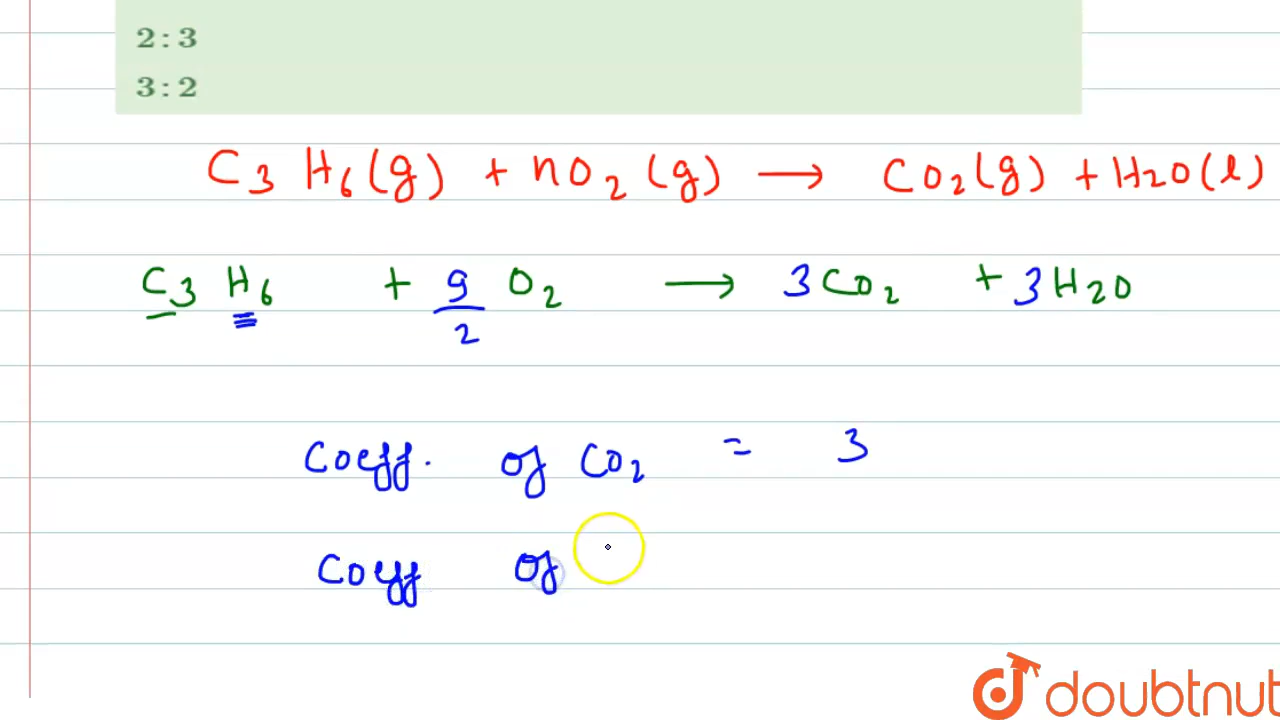 2 : 3
3 : 2
C3 H6(g) + nO2(g) → CO2(g) + H2O(l)
C3 H6 + 9/2 O2 → 3CO2 + 3H2O
Coeff. of CO2 = 3
Coeff of
doubtnut